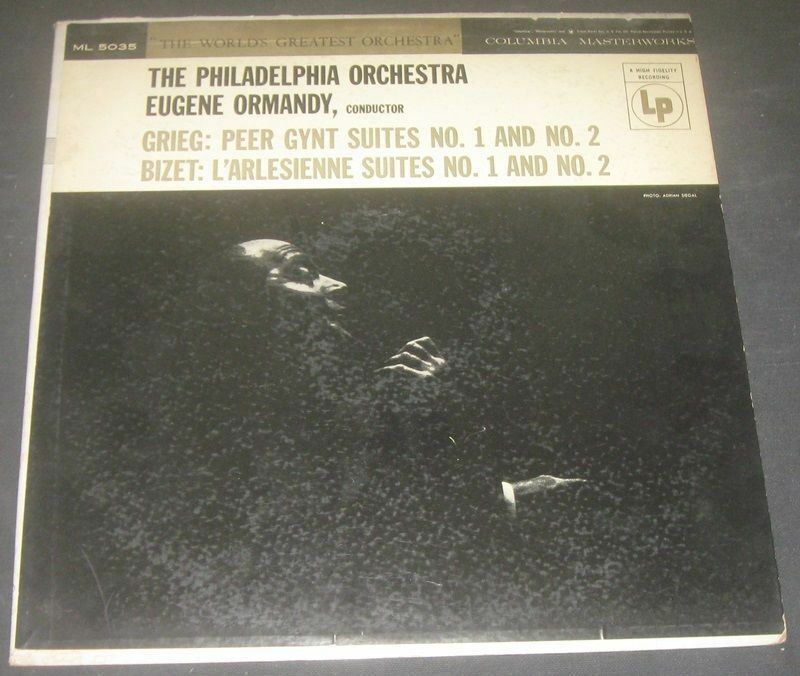 ML 5035
"THE WORLD'S GREATEST ORCHESTRA"
COLUMBIA MASTERWORKS
THE PHILADELPHIA ORCHESTRA
EUGENE ORMANDY, CONDUCTOR
GRIEG: PEER GYNT SUITES NO. 1 AND NO. 2
BIZET: L'ARLESIENNE SUITES NO. 1 AND NO. 2
A HIGH FIDELITY
RECORDING
LP
PHOTO: ADRIAN SIEGAL